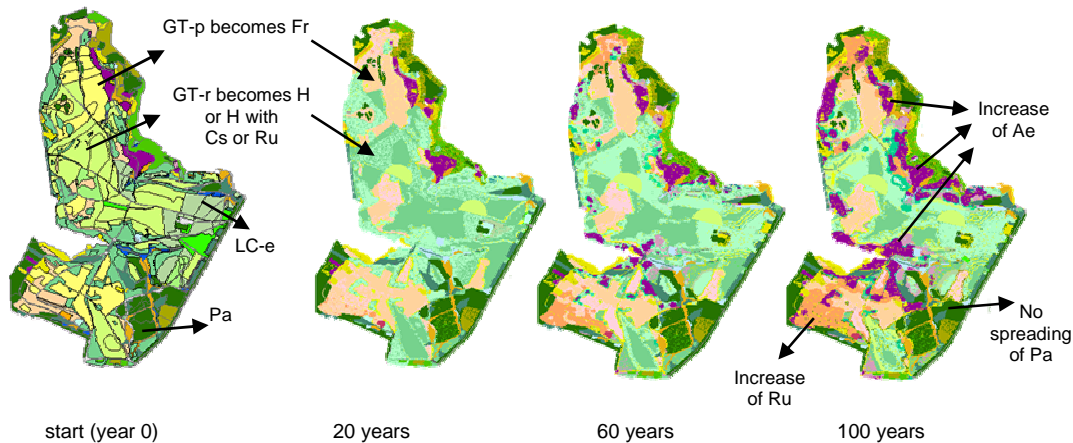 GT-p becomes Fr
GT-r becomes H
or H with
Cs or Ru
LC-e
Pa
Increase
of Ae
No
spreading
of Pa
Increase
of Ru
start (year 0)
20 years
60 years
100 years